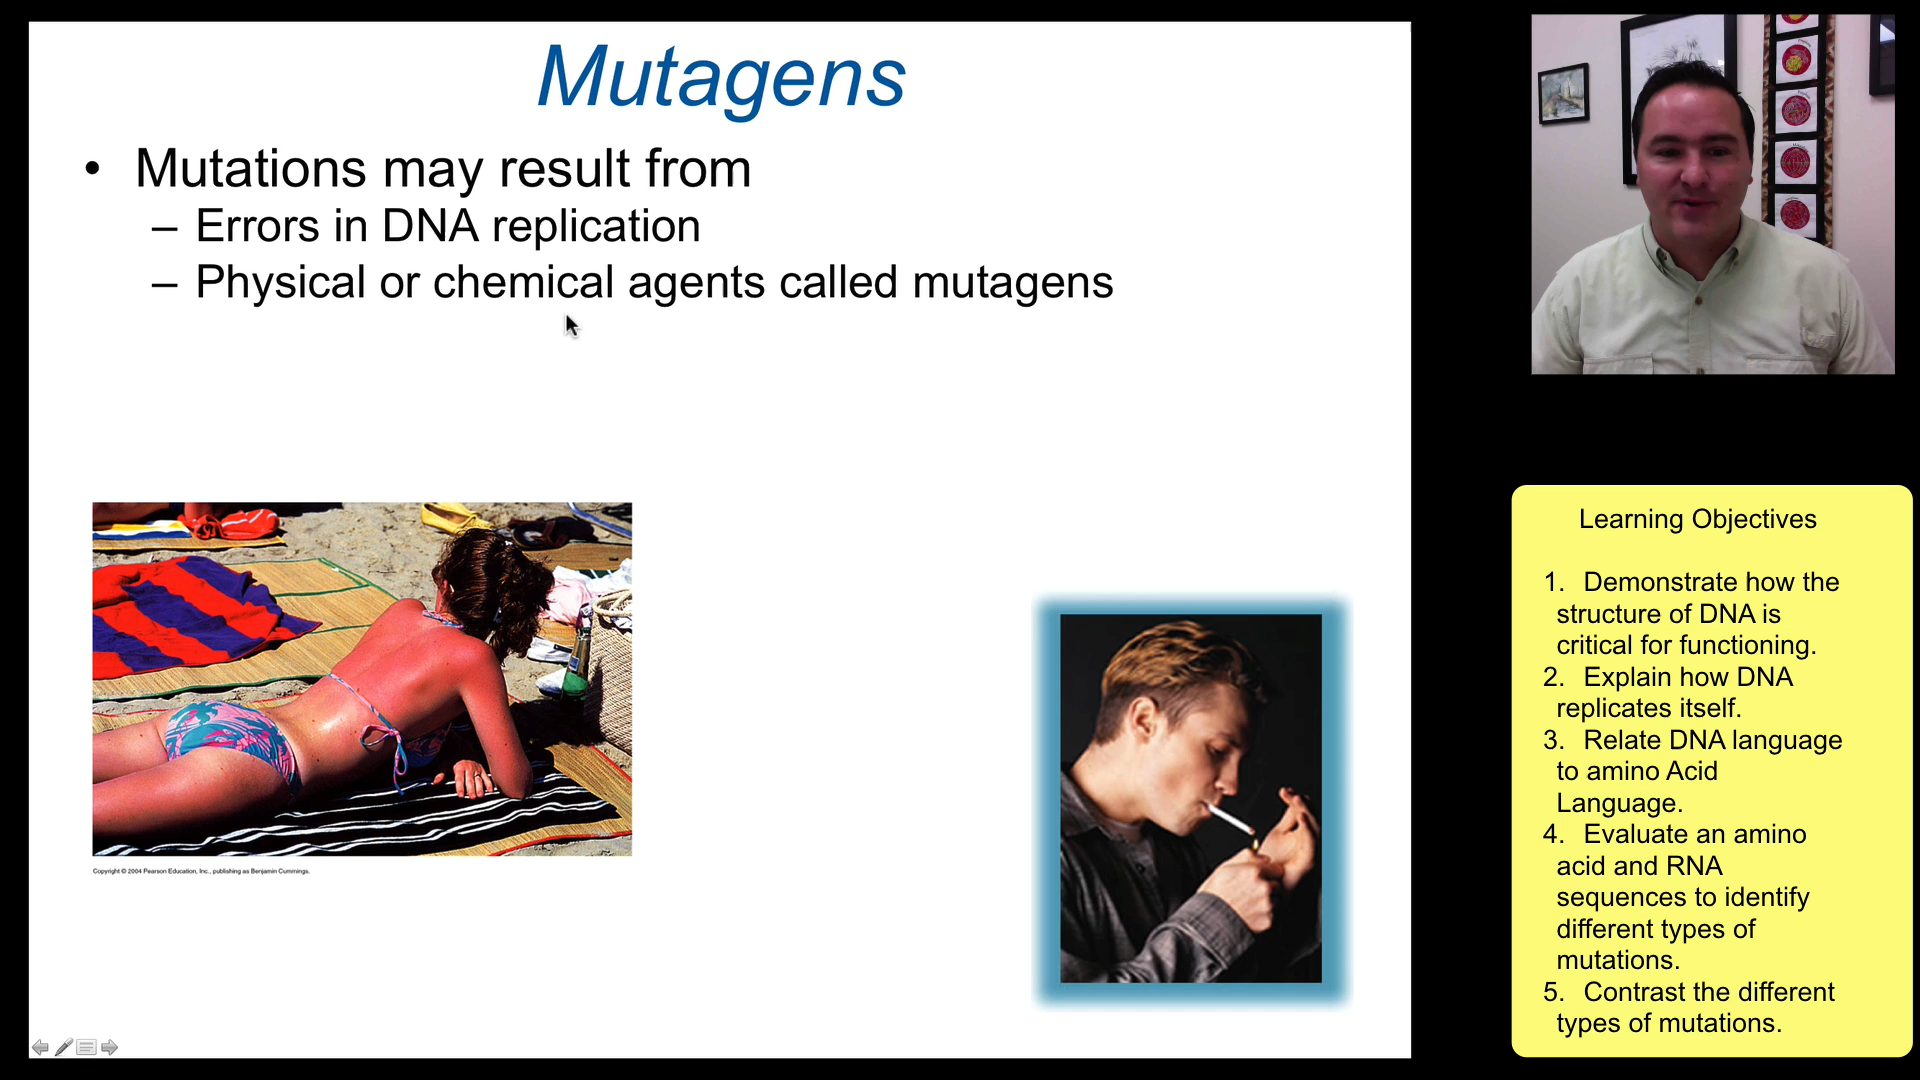 Mutagens
• Mutations may result from
– Errors in DNA replication
– Physical or chemical agents called mutagens
Copyright © 2004 Pearson Education, Inc., publishing as Benjamin Cummings.
Learning Objectives
1. Demonstrate how the
structure of DNA is
critical for functioning.
2. Explain how DNA
replicates itself.
3. Relate DNA language
to amino Acid
Language.
4. Evaluate an amino
acid and RNA
sequences to identify
different types of
mutations.
5. Contrast the different
types of mutations.